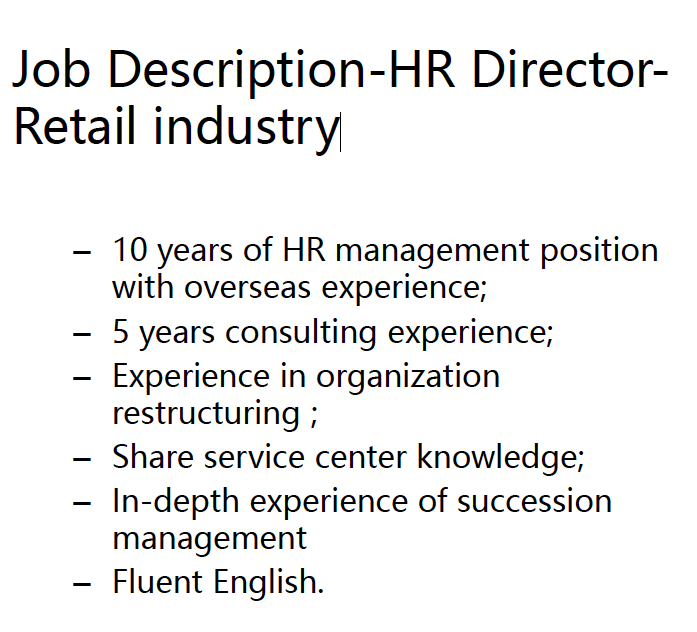 Job Description-HR Director-
Retail industry
– 10 years of HR management position
with overseas experience;
– 5 years consulting experience;
– Experience in organization
restructuring ;
– Share service center knowledge;
– In-depth experience of succession
management
– Fluent English.